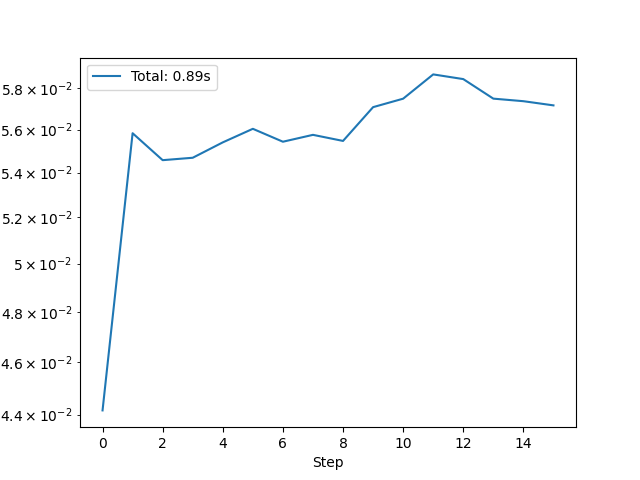 Total: 0.89s
5.8 × 10⁻²
5.6 × 10⁻²
5.4 × 10⁻²
5.2 × 10⁻²
5 × 10⁻²
4.8 × 10⁻²
4.6 × 10⁻²
4.4 × 10⁻²
0 2 4 6 8 10 12 14
Step